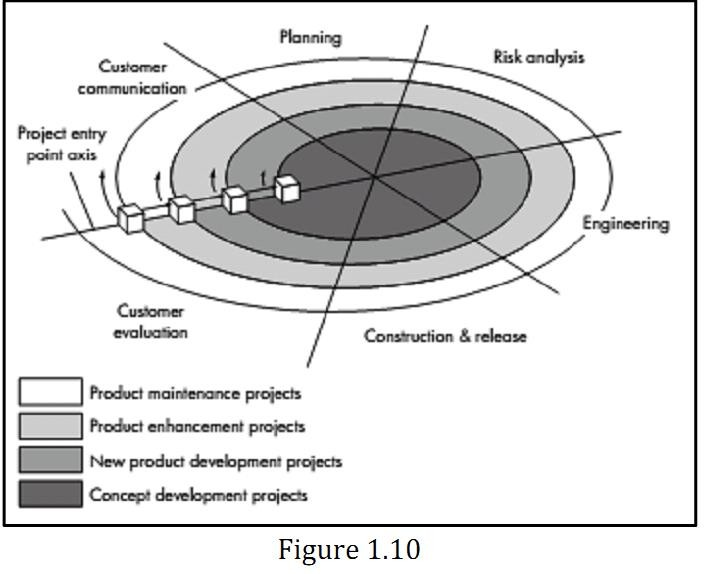 Planning
Risk analysis
Customer
communication
Project entry
point axis
Engineering
Customer
evaluation
Construction & release
Product maintenance projects
Product enhancement projects
New product development projects
Concept development projects
Figure 1.10